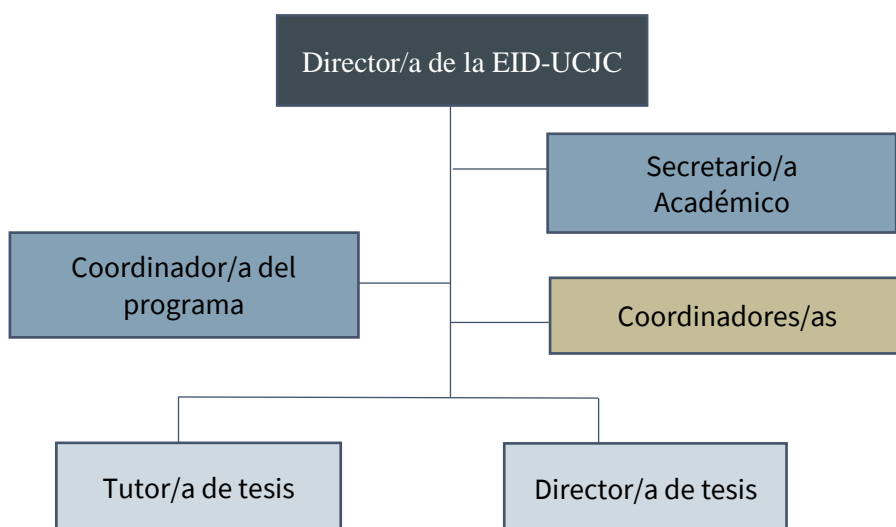 Director/a de la EID-UCJC
Secretario/a
Académico
Coordinador/a del
programa
Coordinadores/as
Tutor/a de tesis
Director/a de tesis